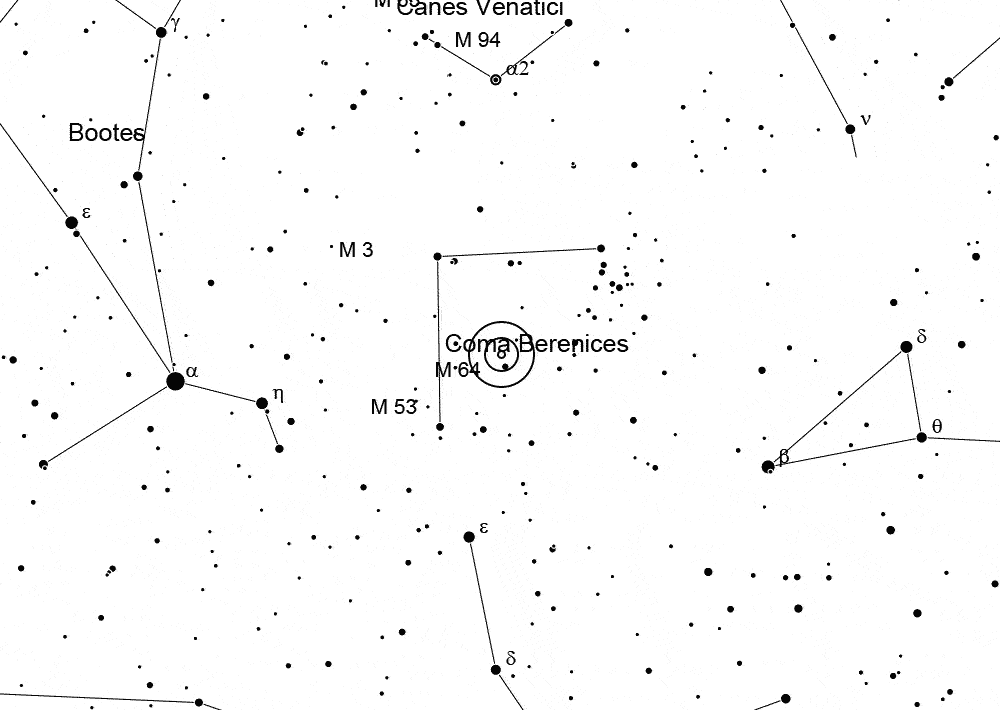 Canes Venatici
γ
M 94
α2
ν
Bootes
ε
M 3
δ
Coma Berenices
M 64
α
η
M 53
θ
β
ε
δ